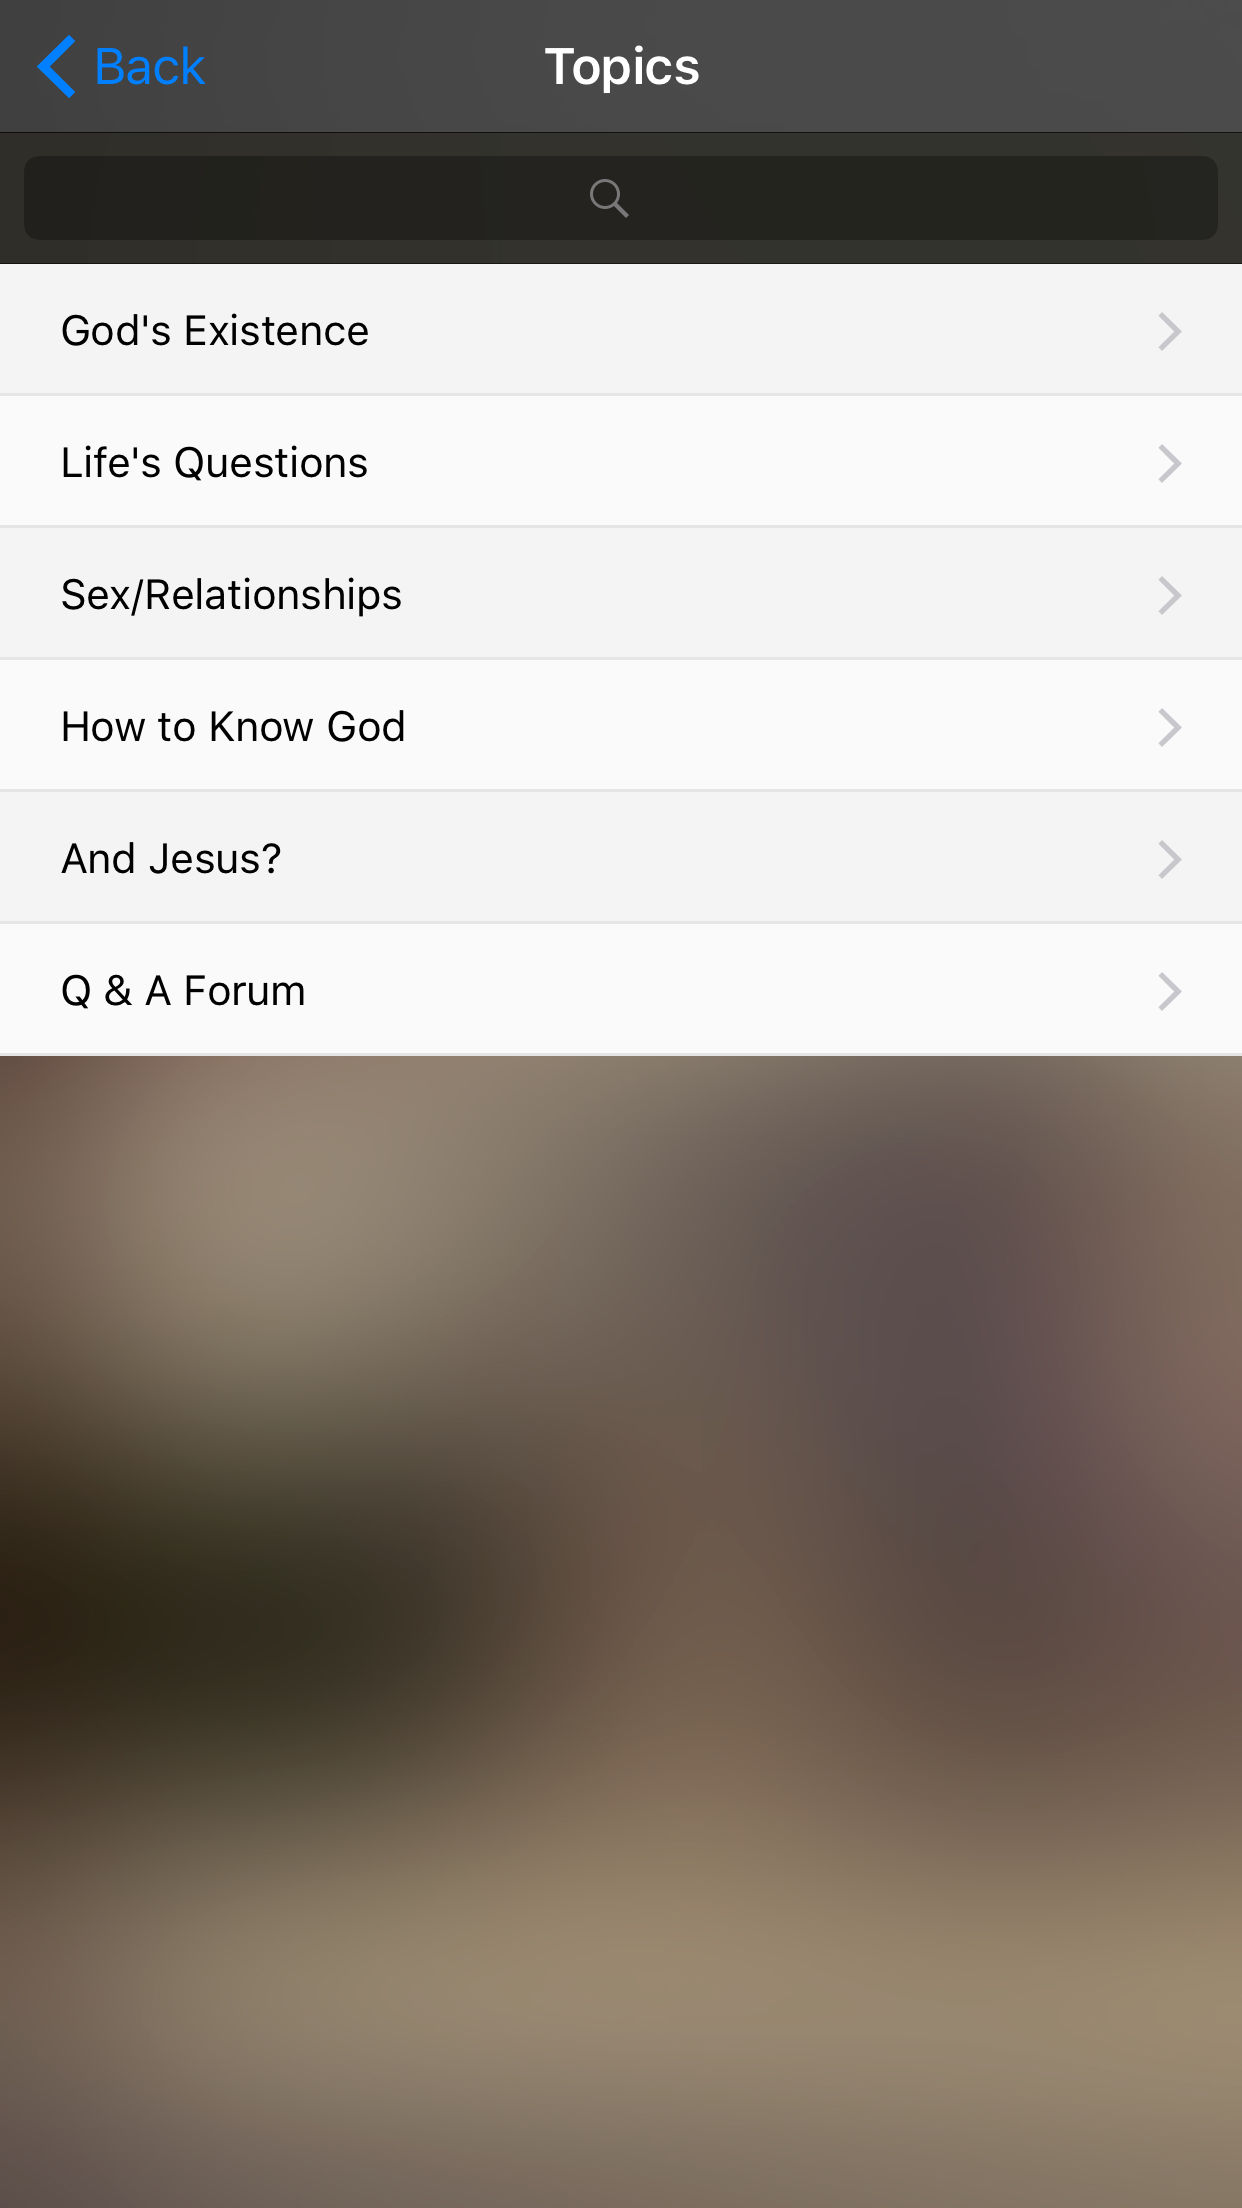 Back
Topics
God's Existence
Life's Questions
Sex/Relationships
How to Know God
And Jesus?
Q & A Forum